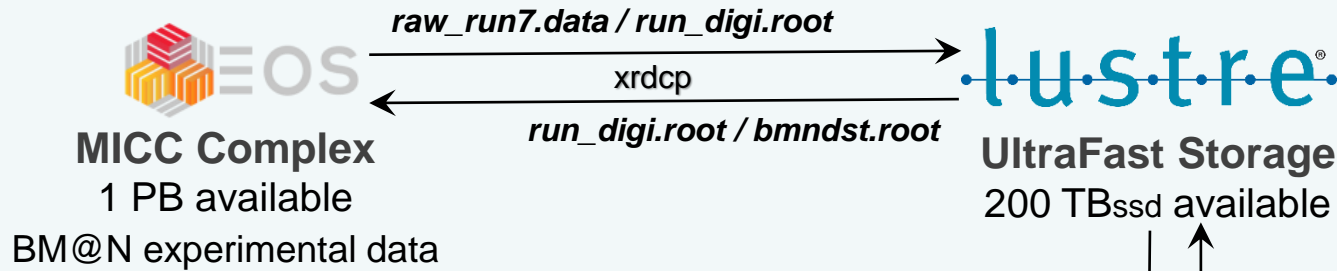 raw_run7.data / run_digi.root
EOS
xrdcp
lustre®
run_digi.root / bmndst.root
MICC Complex
UltraFast Storage
1 PB available
200 TBssd available
BM@N experimental data